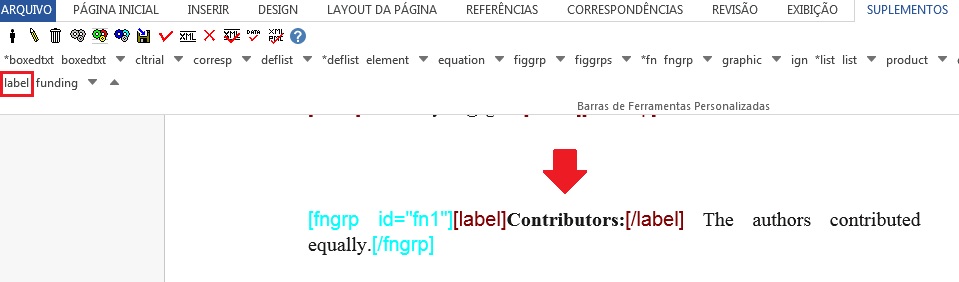 ARQUIVO PÁGINA INICIAL INSERIR DESIGN LAYOUT DA PÁGINA REFERÊNCIAS CORRESPONDÊNCIAS REVISÃO EXIBIÇÃO SUPLEMENTOS
*boxedtxt boxedtxt cltrial corresp deflist *deflist element equation figgrp figgrps *fn fngrp graphic ign *list list product
label funding
Barras de Ferramentas Personalizadas
[fngrp id="fn1"][label]Contributors:[/label] The authors contributed
equally.[/fngrp]